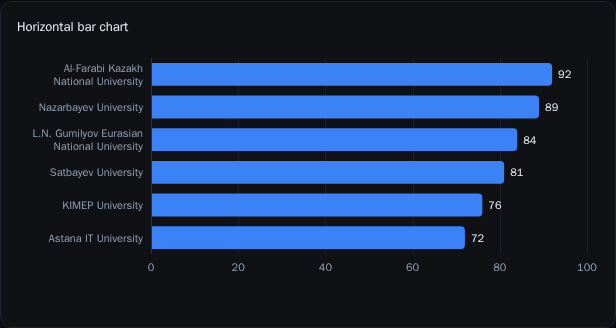 Horizontal bar chart
Al-Farabi Kazakh
National University
92
Nazarbayev University
89
L.N. Gumilyov Eurasian
National University
84
Satbayev University
81
KIMEP University
76
Astana IT University
72
0 20 40 60 80 100